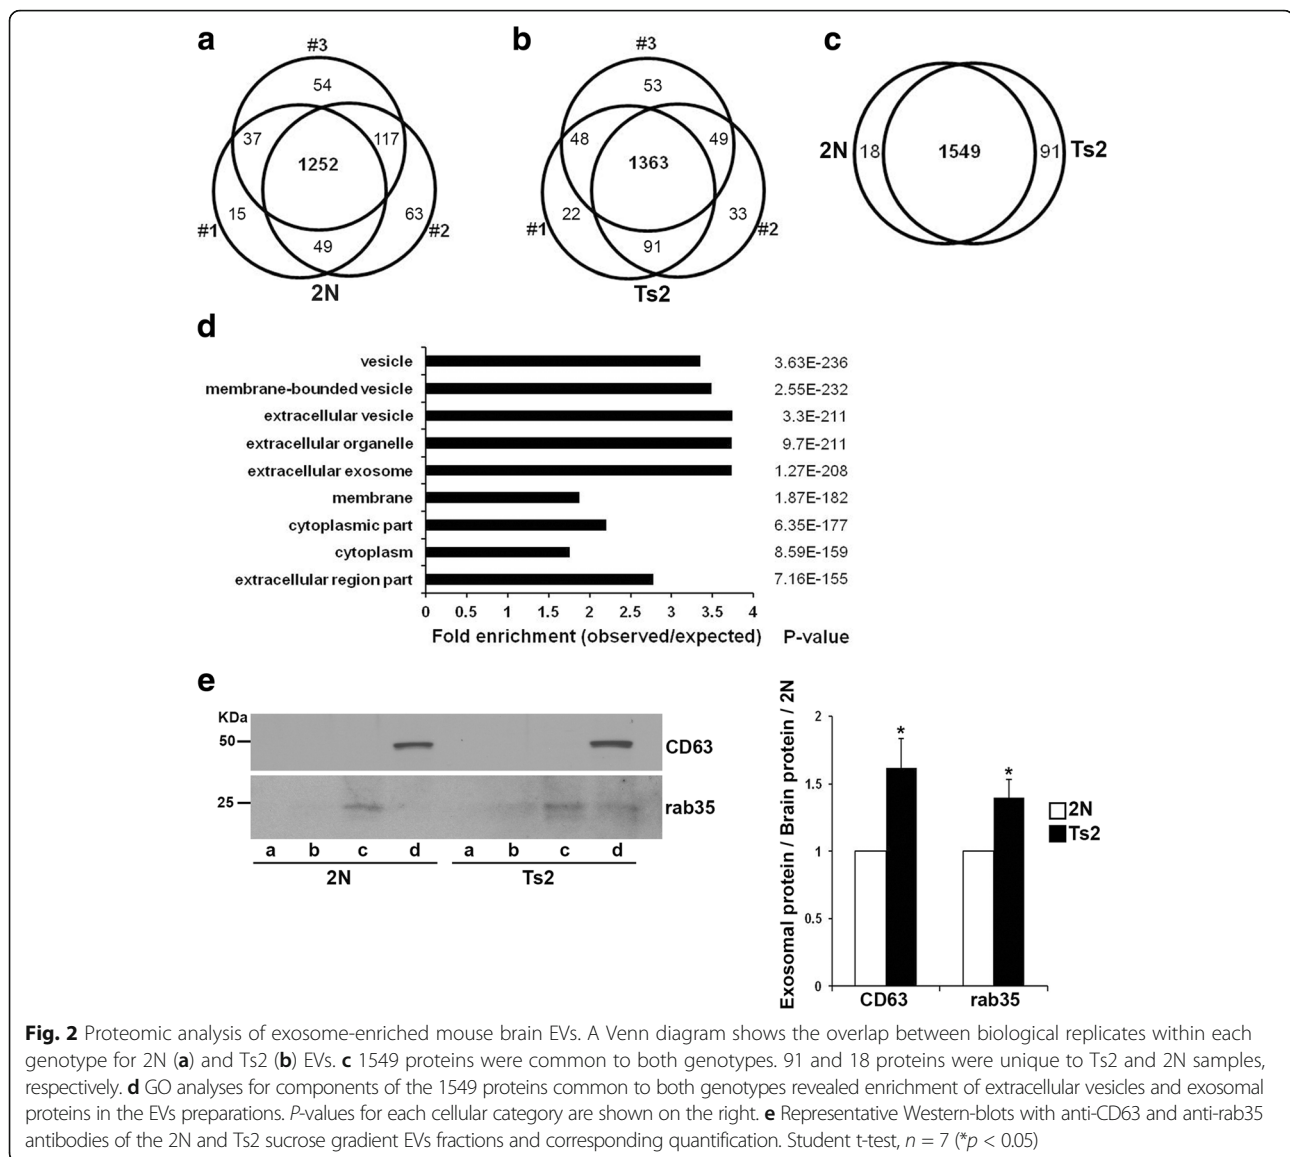 a
#3
54
37
117
1252
15
63
#1
#2
49
2N
b
#3
53
48
49
1363
22
33
#1
#2
91
Ts2
c
2N
18
1549
91
Ts2
d
vesicle 3.63E-236
membrane-bounded vesicle 2.55E-232
extracellular vesicle 3.3E-211
extracellular organelle 9.7E-211
extracellular exosome 1.27E-208
membrane 1.87E-182
cytoplasmic part 6.35E-177
cytoplasm 8.59E-159
extracellular region part 7.16E-155
0 0.5 1 1.5 2 2.5 3 3.5 4
Fold enrichment (observed/expected) P-value
e
KDa
50
CD63
25
rab35
a b c d a b c d
2N Ts2
Exosomal protein / Brain protein / 2N
2
1.5
1
0.5
0
*
*
CD63 rab35
2N
Ts2
Fig. 2 Proteomic analysis of exosome-enriched mouse brain EVs. A Venn diagram shows the overlap between biological replicates within each
genotype for 2N (a) and Ts2 (b) EVs. c 1549 proteins were common to both genotypes. 91 and 18 proteins were unique to Ts2 and 2N samples,
respectively. d GO analyses for components of the 1549 proteins common to both genotypes revealed enrichment of extracellular vesicles and exosomal
proteins in the EVs preparations. P-values for each cellular category are shown on the right. e Representative Western-blots with anti-CD63 and anti-rab35
antibodies of the 2N and Ts2 sucrose gradient EVs fractions and corresponding quantification. Student t-test, n = 7 (*p < 0.05)